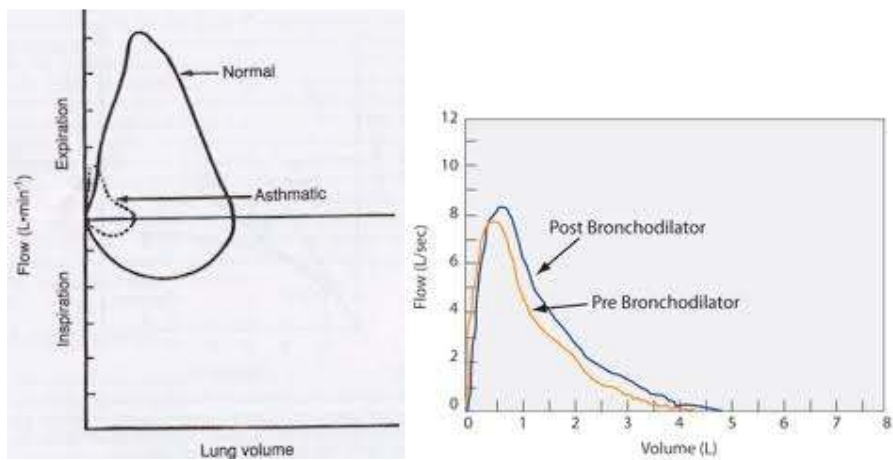 Normal
Asthmatic
Expiration
Flow (L•min⁻¹)
Inspiration
Lung volume
12
10
8
6
4
2
0
Flow (L/sec)
Post Bronchodilator
Pre Bronchodilator
0 1 2 3 4 5 6 7 8
Volume (L)